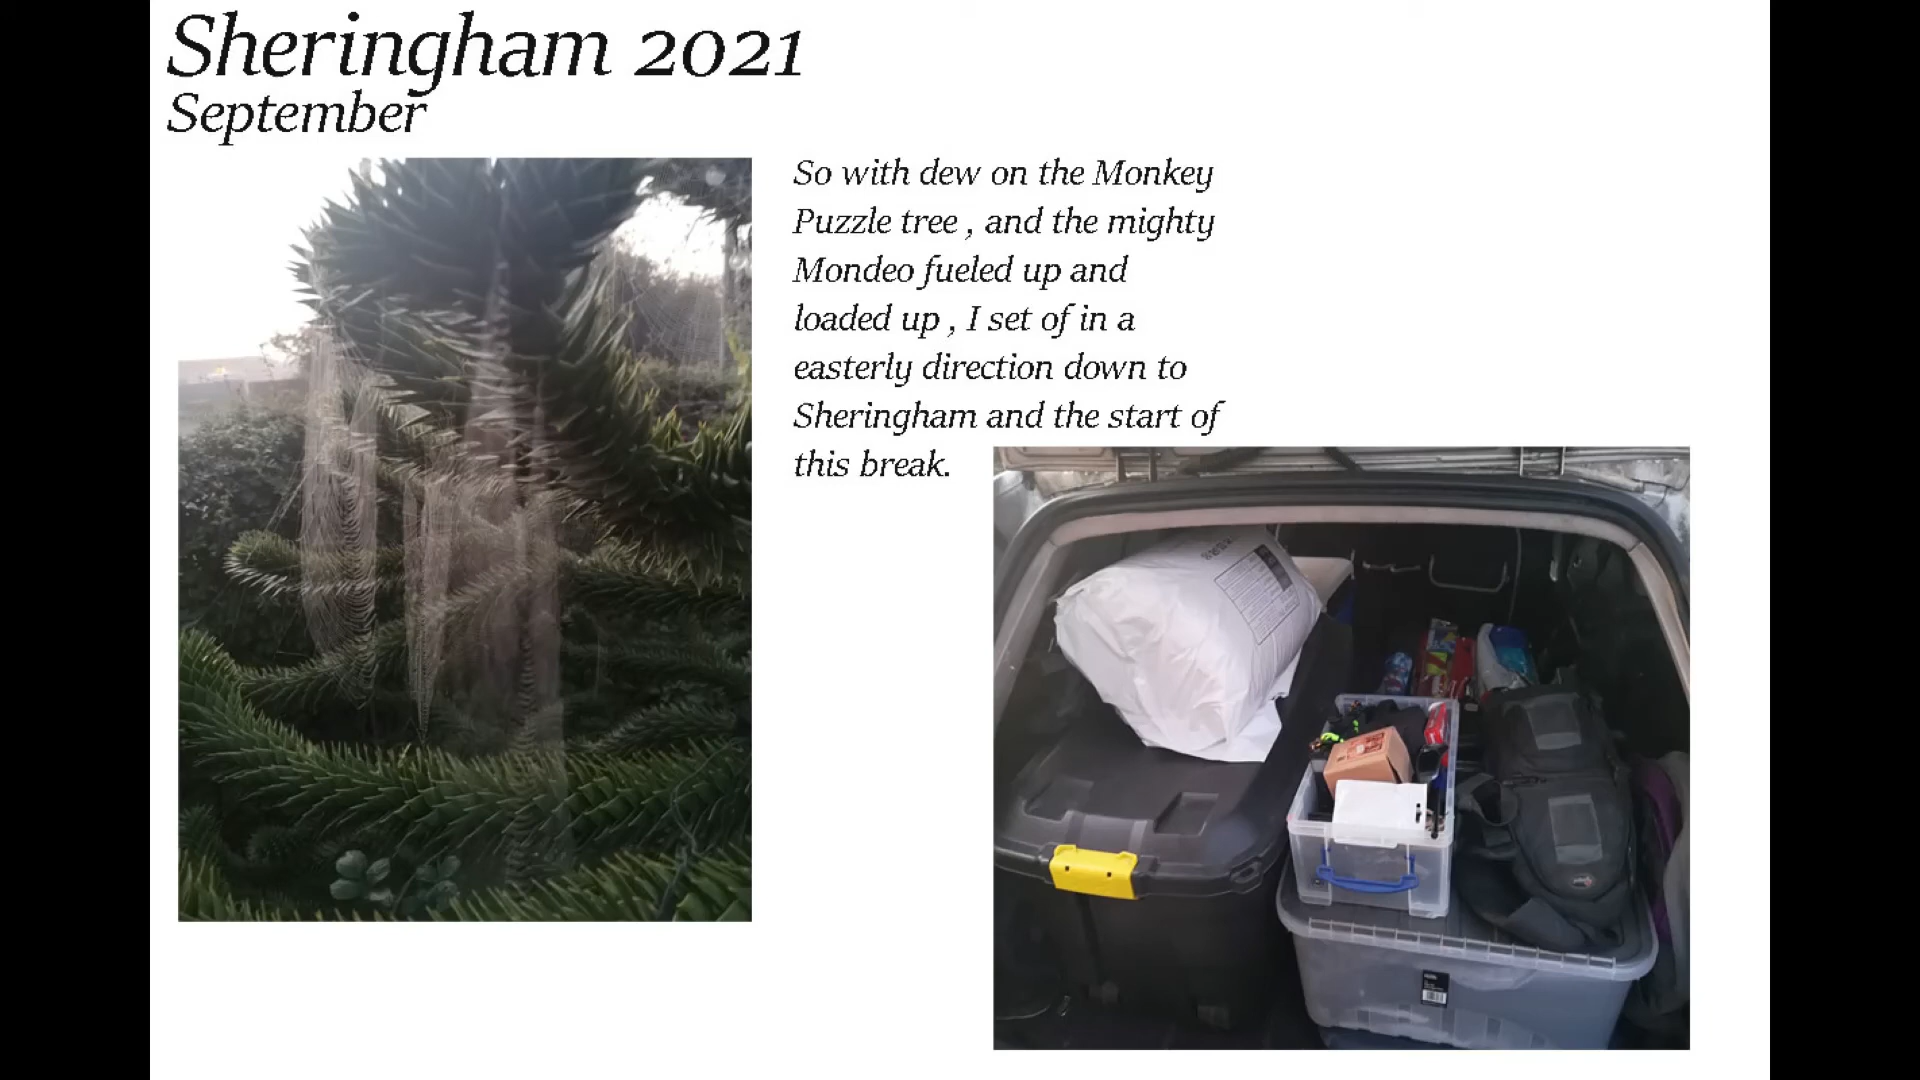 Sheringham 2021
September
So with dew on the Monkey
Puzzle tree , and the mighty
Mondeo fueled up and
loaded up , I set of in a
easterly direction down to
Sheringham and the start of
this break.